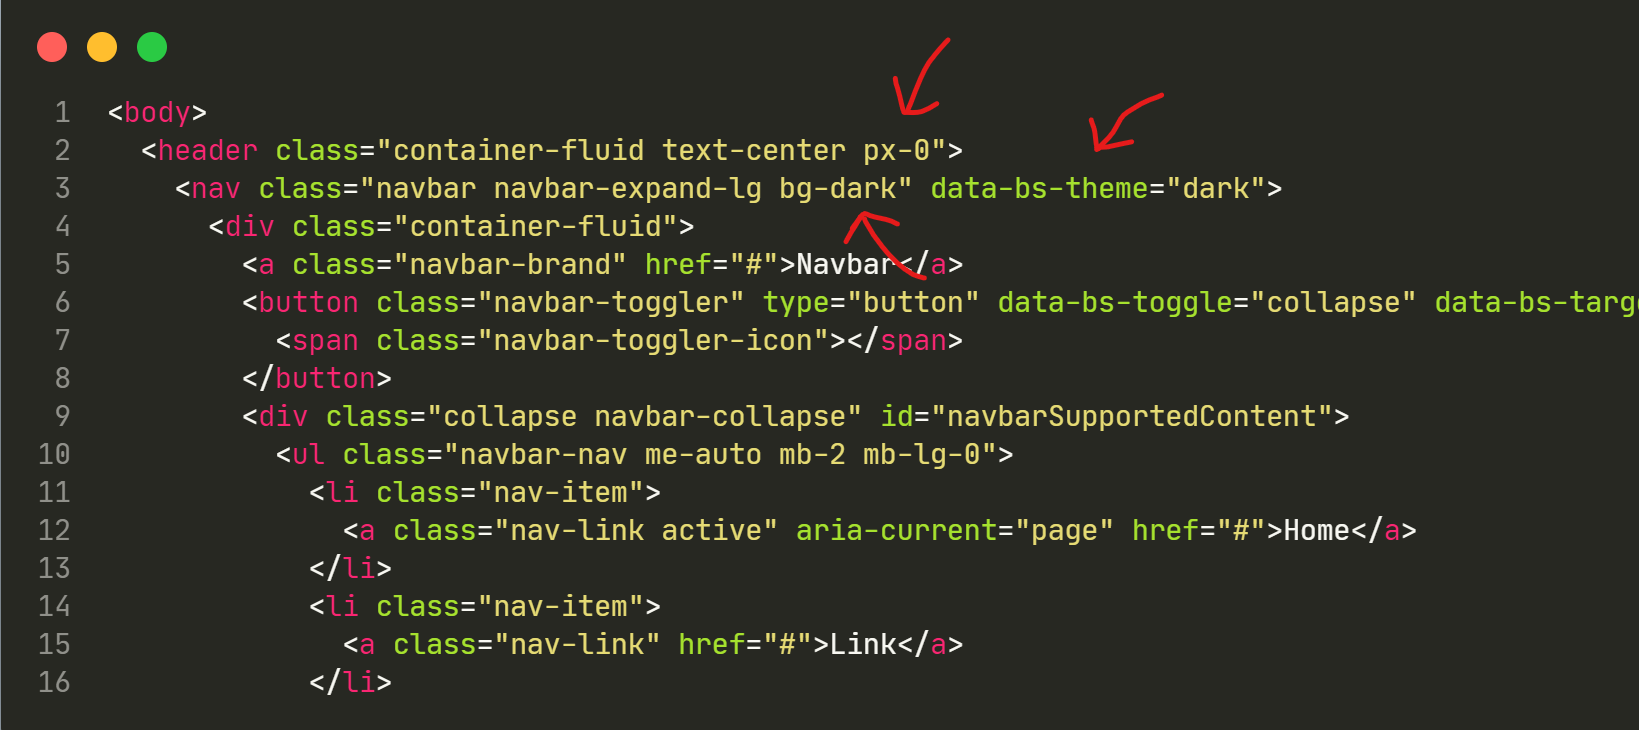 1 <body>
2 <header class="container-fluid text-center px-0">
3 <nav class="navbar navbar-expand-lg bg-dark" data-bs-theme="dark">
4 <div class="container-fluid">
5 <a class="navbar-brand" href="#">Navbar</a>
6 <button class="navbar-toggler" type="button" data-bs-toggle="collapse" data-bs-targ
7 <span class="navbar-toggler-icon"></span>
8 </button>
9 <div class="collapse navbar-collapse" id="navbarSupportedContent">
10 <ul class="navbar-nav me-auto mb-2 mb-lg-0">
11 <li class="nav-item">
12 <a class="nav-link active" aria-current="page" href="#">Home</a>
13 </li>
14 <li class="nav-item">
15 <a class="nav-link" href="#">Link</a>
16 </li>